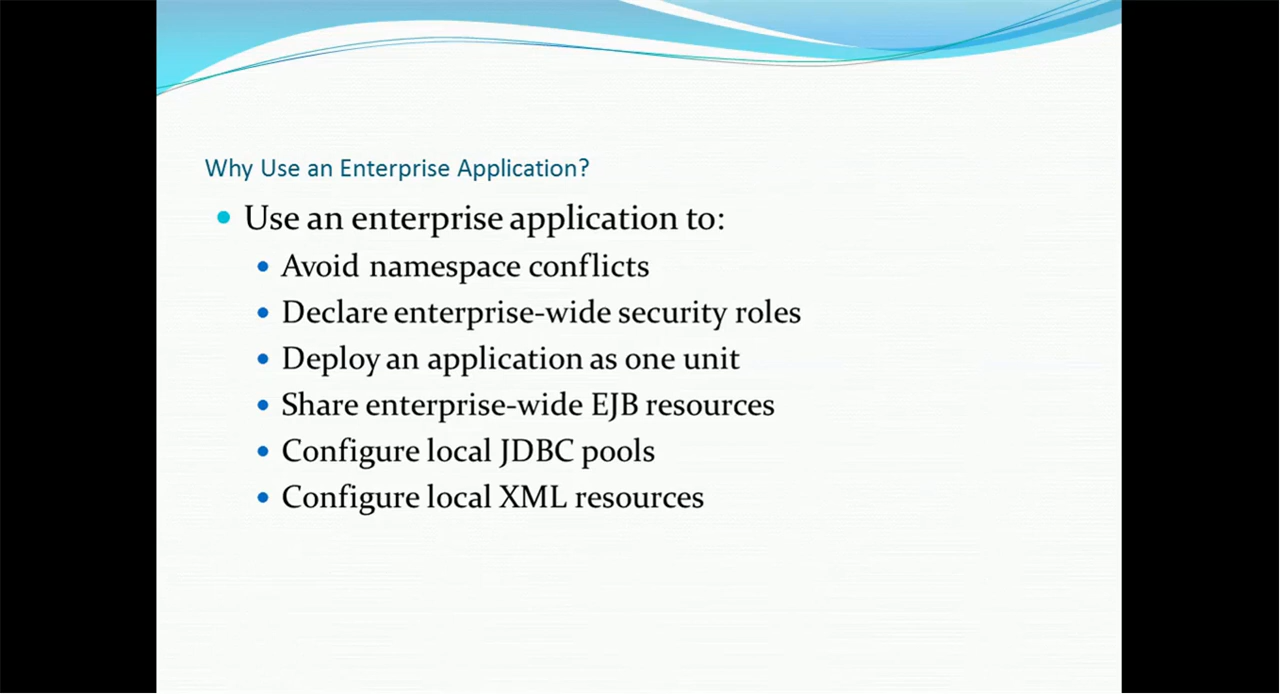 Why Use an Enterprise Application?
Use an enterprise application to:
Avoid namespace conflicts
Declare enterprise-wide security roles
Deploy an application as one unit
Share enterprise-wide EJB resources
Configure local JDBC pools
Configure local XML resources